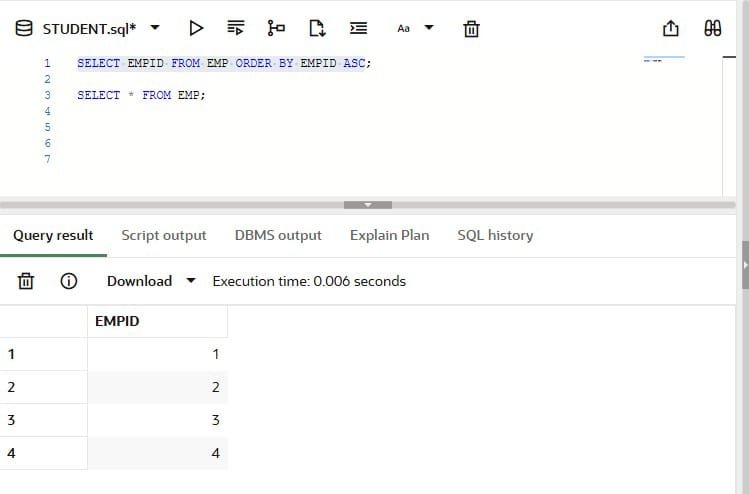 STUDENT.sql* Aa
1 SELECT EMPID FROM EMP ORDER BY EMPID ASC;
2
3 SELECT * FROM EMP;
4
5
6
7
Query result Script output DBMS output Explain Plan SQL history
Download Execution time: 0.006 seconds
EMPID
1 1
2 2
3 3
4 4